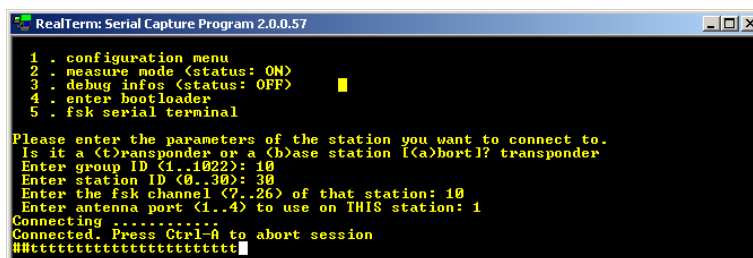 RealTerm: Serial Capture Program 2.0.0.57
1 . configuration menu
2 . measure mode (status: ON)
3 . debug infos (status: OFF)
4 . enter bootloader
5 . fsk serial terminal
Please enter the parameters of the station you want to connect to.
Is it a (t)ransponder or a (b)ase station [(a)bort]? transponder
Enter group ID (1..1022): 10
Enter station ID (0..30): 30
Enter the fsk channel (7..26) of that station: 10
Enter antenna port (1..4) to use on THIS station: 1
Connecting ............
Connected. Press Ctrl-A to abort session
##ttttttttttttttttttttttt